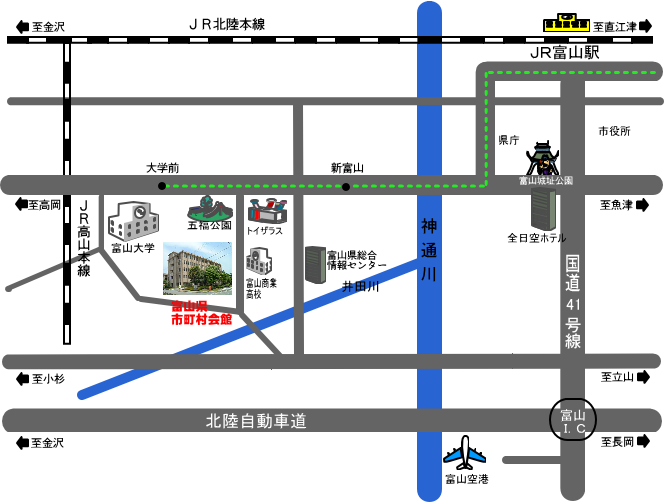 至金沢
ＪＲ北陸本線
至直江津
JR富山駅
市役所
県庁
大学前
新富山
富山城址公園
至高岡
至魚津
ＪＲ高山本線
富山大学
五福公園
トイザラス
神通川
全日空ホテル
富山県総合
情報センター
富山商業
高校
井田川
国道41号線
富山県
市町村会館
至小杉
至立山
北陸自動車道
富山
I.C
至金沢
至長岡
富山空港